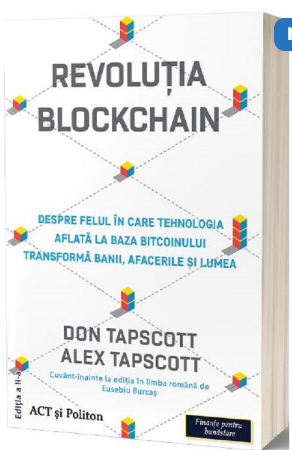 REVOLUȚIA
BLOCKCHAIN
DESPRE FELUL ÎN CARE TEHNOLOGIA
AFLATĂ LA BAZA BITCOINULUI
TRANSFORMĂ BANII, AFACERILE ȘI LUMEA
DON TAPSCOTT
ALEX TAPSCOTT
Cuvânt-înainte la ediția în limba română de
Eusebiu Burcaș
Ediția a II-a
ACT și Politon
Finanțe pentru
bunăstare